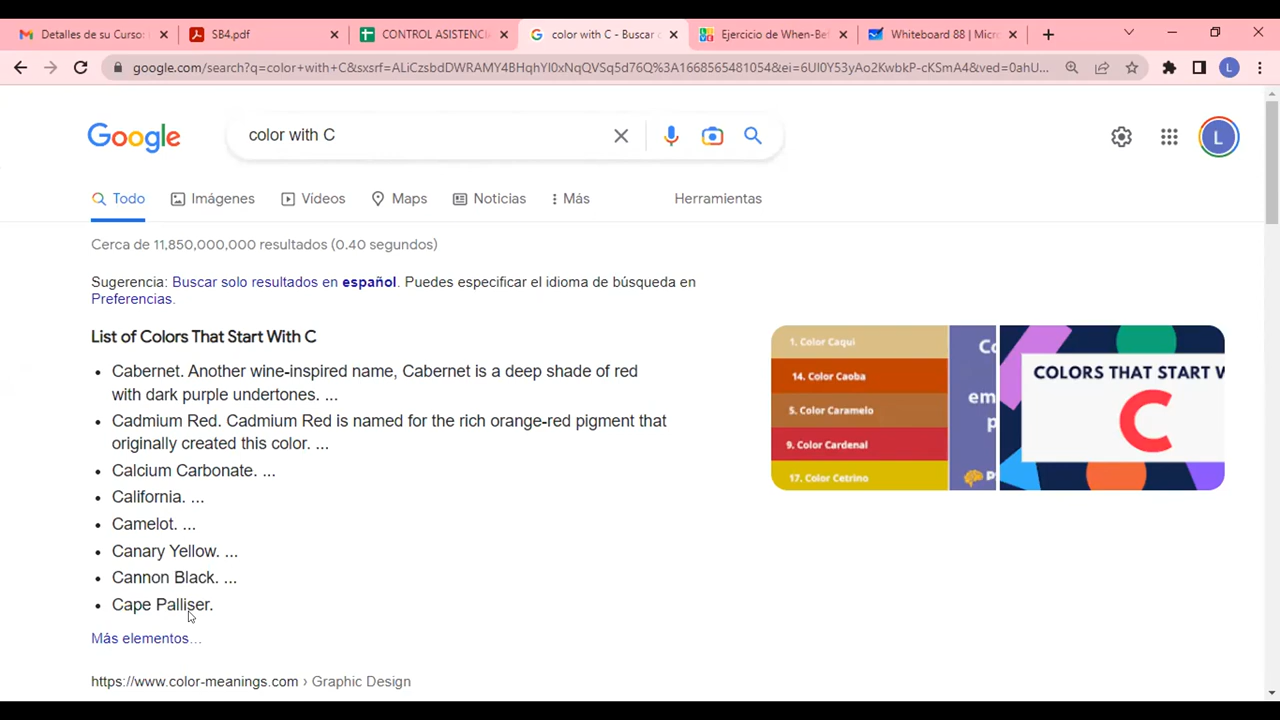 Detalles de su Curso:
SB4.pdf
CONTROL ASISTENCI
color with C - Buscar c
Ejercicio de When-Be
Whiteboard 88 | Micr
google.com/search?q=color+with+C&sxsrf=ALiCzsbdDWRAMY4BHqhYl0xNqQVSq5d76Q%3A1668565481054&ei=6Ul0Y53yAo2KwbkP-cKSmA4&ved=0ahU...
L
Google
color with C
L
Todo
Imágenes
Vídeos
Maps
Noticias
Más
Herramientas
Cerca de 11,850,000,000 resultados (0.40 segundos)
Sugerencia: Buscar solo resultados en español. Puedes especificar el idioma de búsqueda en
Preferencias.
List of Colors That Start With C
Cabernet. Another wine-inspired name, Cabernet is a deep shade of red
with dark purple undertones. ...
Cadmium Red. Cadmium Red is named for the rich orange-red pigment that
originally created this color. ...
Calcium Carbonate. ...
California. ...
Camelot. ...
Canary Yellow. ...
Cannon Black. ...
Cape Palliser.
Más elementos...
https://www.color-meanings.com › Graphic Design
1. Color Caqui
14. Color Caoba
5. Color Caramelo
9. Color Cardenal
17. Color Cetrino
Co
em
p
P
COLORS THAT START W
C